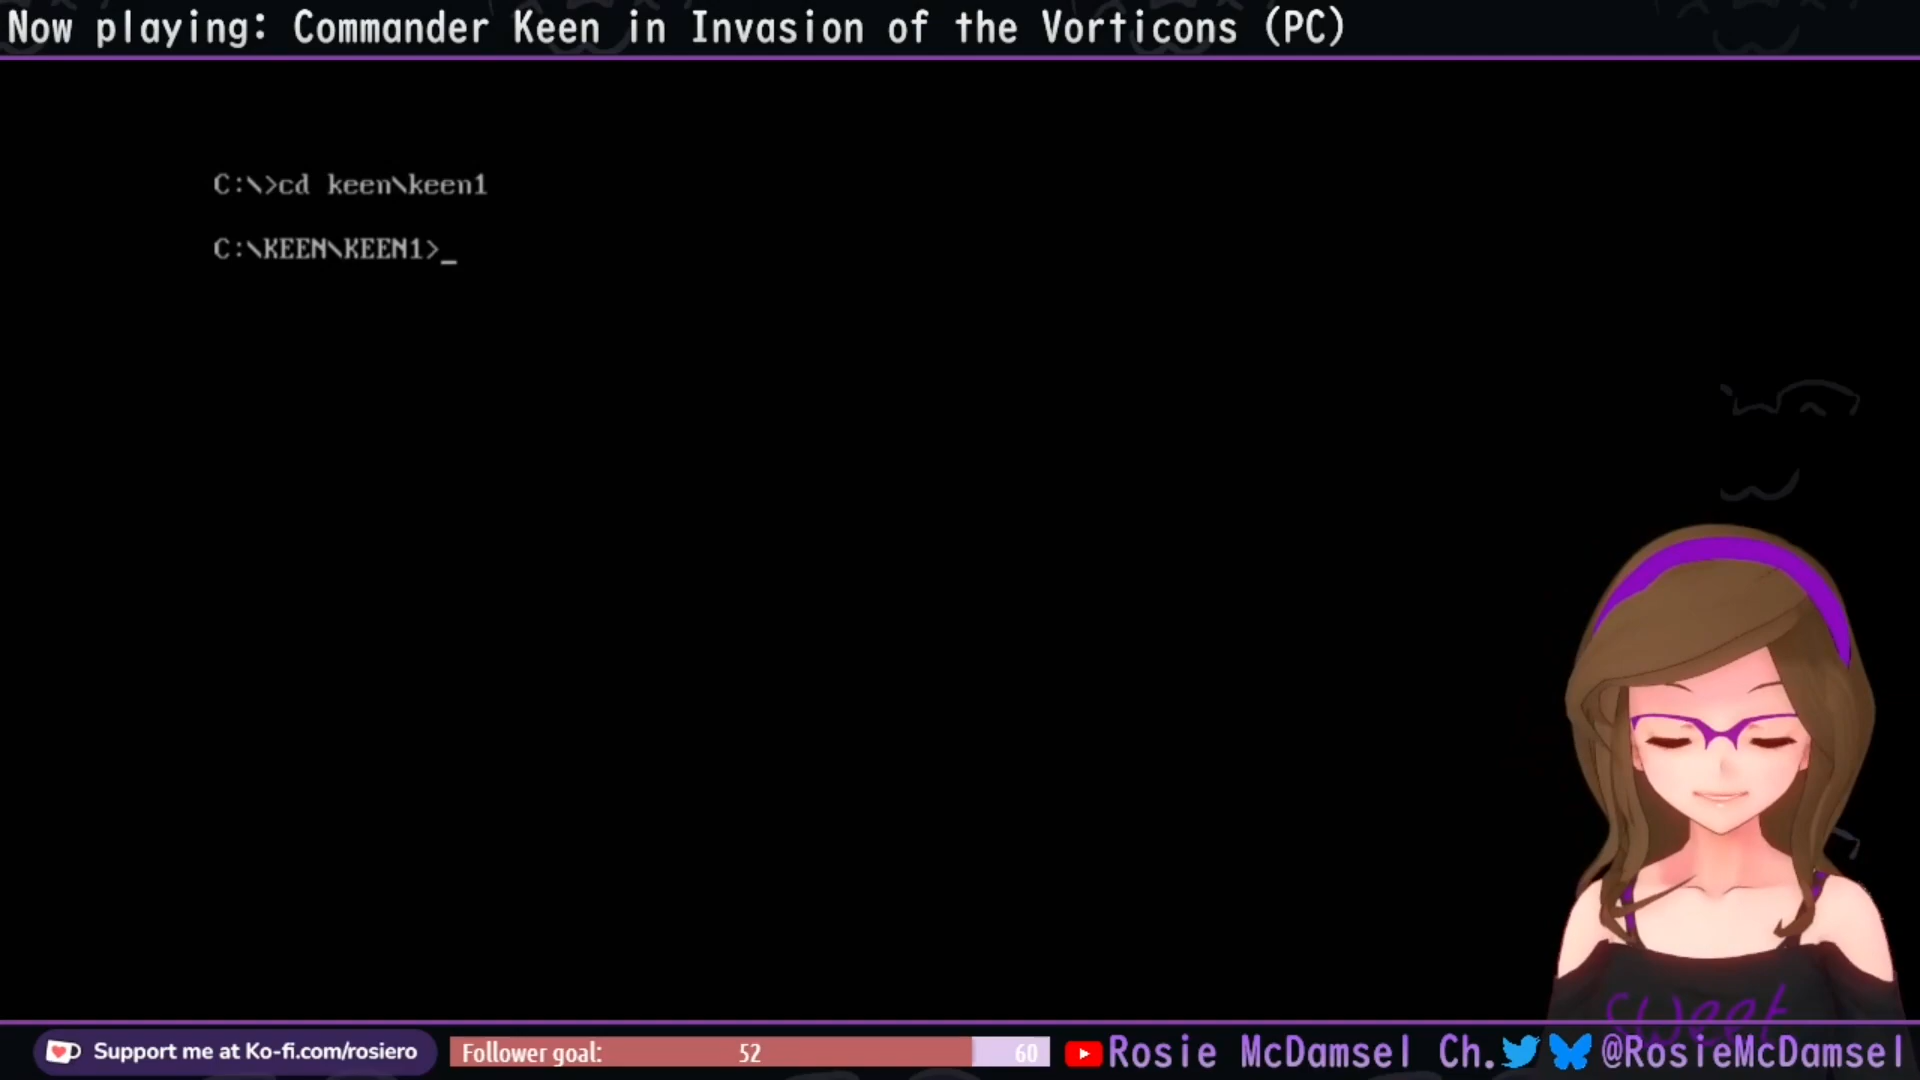 Now playing: Commander Keen in Invasion of the Vorticons (PC)
C:\>cd keen\keen1
C:\KEEN\KEEN1>_
sweet
Support me at Ko-fi.com/rosiero
Follower goal: 52 60
Rosie McDamsel Ch.
@RosieMcDamsel